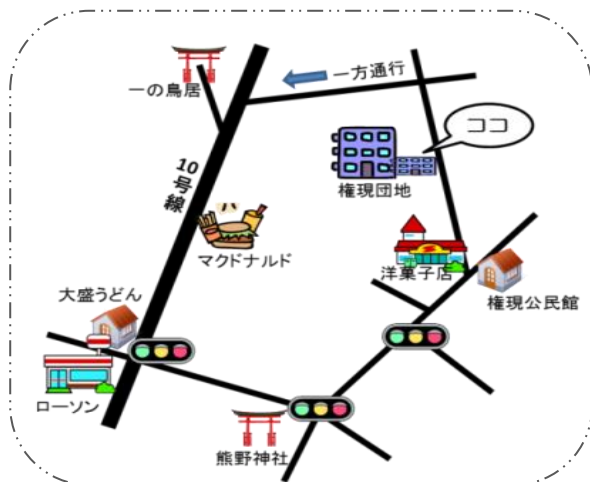 一の鳥居
一方通行
ココ
10号線
権現団地
マクドナルド
洋菓子店
権現公民館
大盛うどん
ローソン
熊野神社